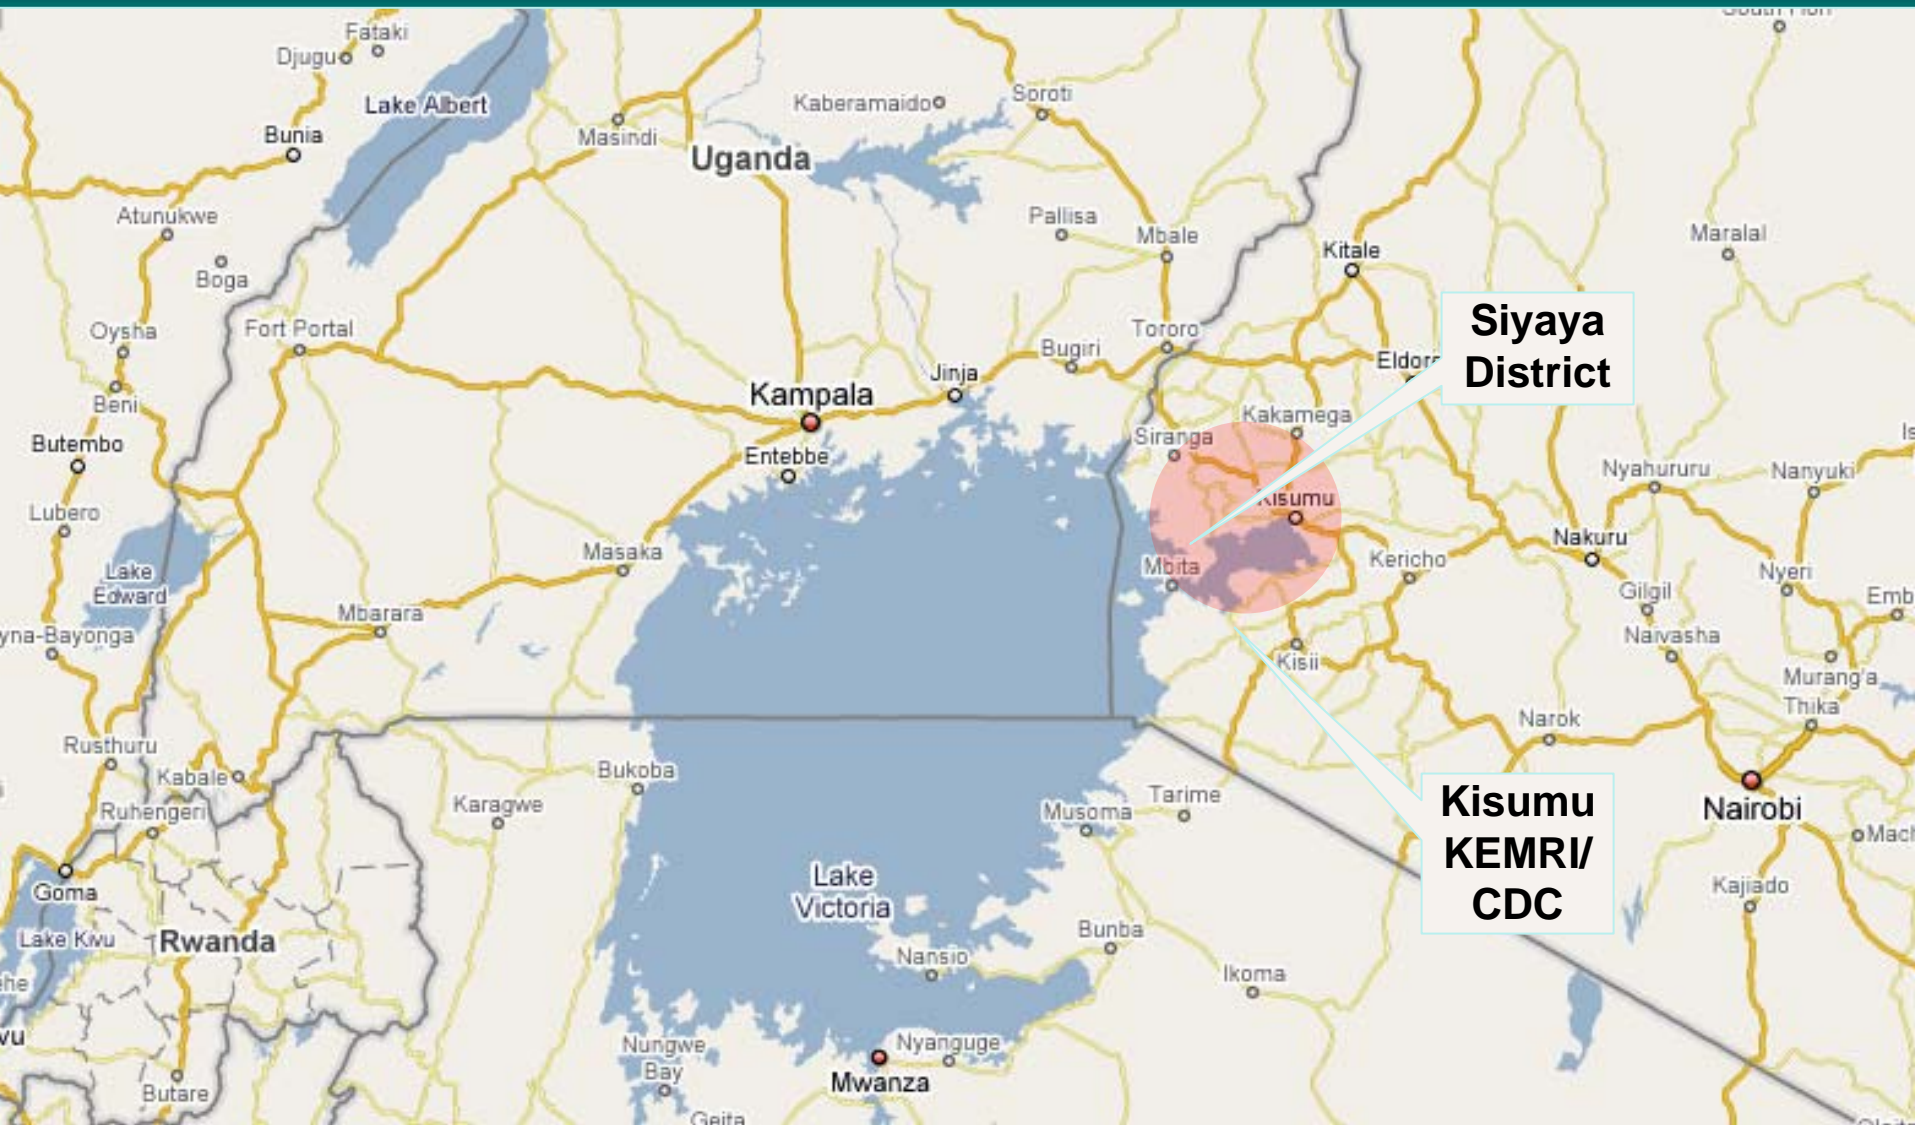 Fataki
Djugu
Lake Albert
Kaberamaido
Soroti
Bunia
Masindi
Uganda
Atunukwe
Pallisa
Mbale
Maralal
Kitale
Boga
Siyaya
District
Oysha
Fort Portal
Tororo
Bugiri
Jinja
Beni
Kampala
Kakamega
Siranga
Butembo
Entebbe
Nyahururu
Nanyuki
Kisumu
Lubero
Masaka
Nakuru
Kericho
Mbita
Lake
Edward
Nyeri
Gilgil
Mbarara
Naivasha
Kisii
Murang'a
Thika
Narok
Rusthuru
Kabale
Bukoba
Karagwe
Tarime
Musoma
Ruhengeri
Kisumu
KEMRI/
CDC
Nairobi
Goma
Lake
Victoria
Kajiado
Lake Kivu
Rwanda
Bunba
Nansio
Ikoma
Nungwe
Bay
Nyanguge
Mwanza
Butare